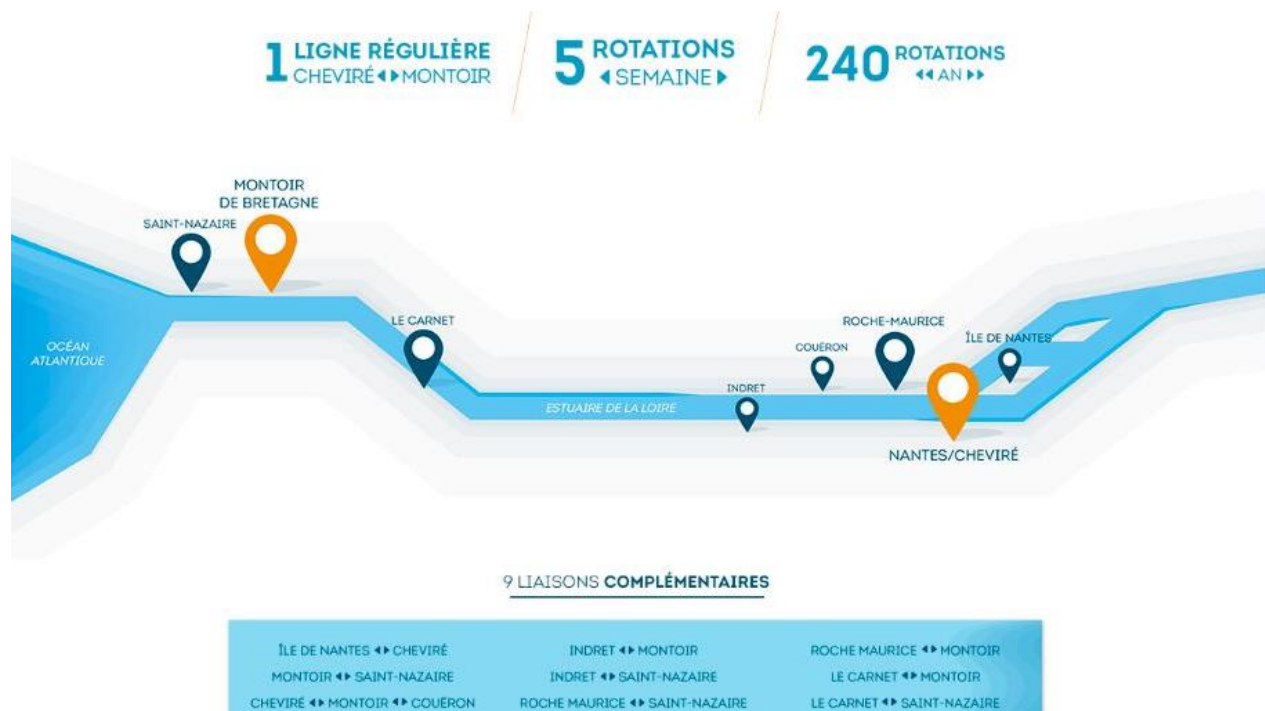 1 LIGNE RÉGULIÈRE
CHEVIRÉ ◀▶ MONTOIR
5 ROTATIONS
◀ SEMAINE ▶
240 ROTATIONS
◀◀ AN ▶▶
MONTOIR
DE BRETAGNE
SAINT-NAZAIRE
LE CARNET
ROCHE-MAURICE
ÎLE DE NANTES
COUËRON
OCÉAN
ATLANTIQUE
INDRET
ESTUAIRE DE LA LOIRE
NANTES/CHEVIRÉ
9 LIAISONS COMPLÉMENTAIRES
ÎLE DE NANTES ◀▶ CHEVIRÉ
MONTOIR ◀▶ SAINT-NAZAIRE
CHEVIRÉ ◀▶ MONTOIR ◀▶ COUËRON
INDRET ◀▶ MONTOIR
INDRET ◀▶ SAINT-NAZAIRE
ROCHE MAURICE ◀▶ SAINT-NAZAIRE
ROCHE MAURICE ◀▶ MONTOIR
LE CARNET ◀▶ MONTOIR
LE CARNET ◀▶ SAINT-NAZAIRE